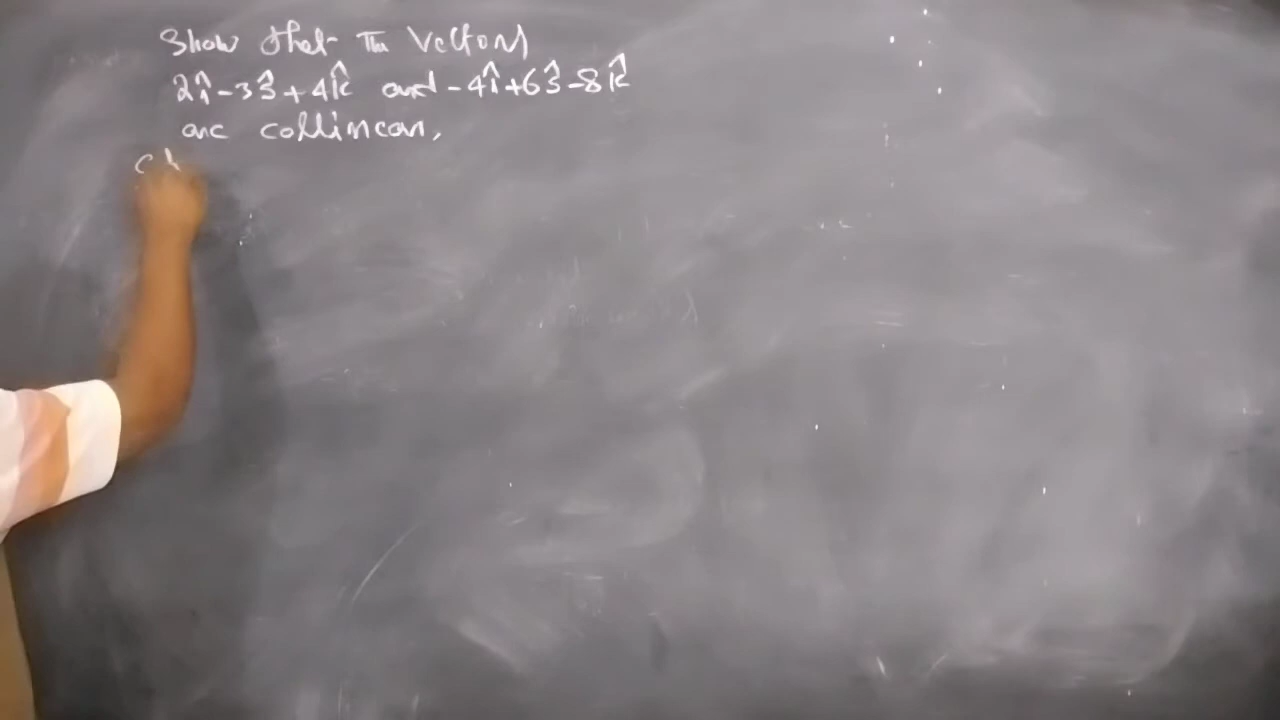 Show that the vectors
2î-3ĵ+4k̂ and -4î+6ĵ-8k̂
are collinear,